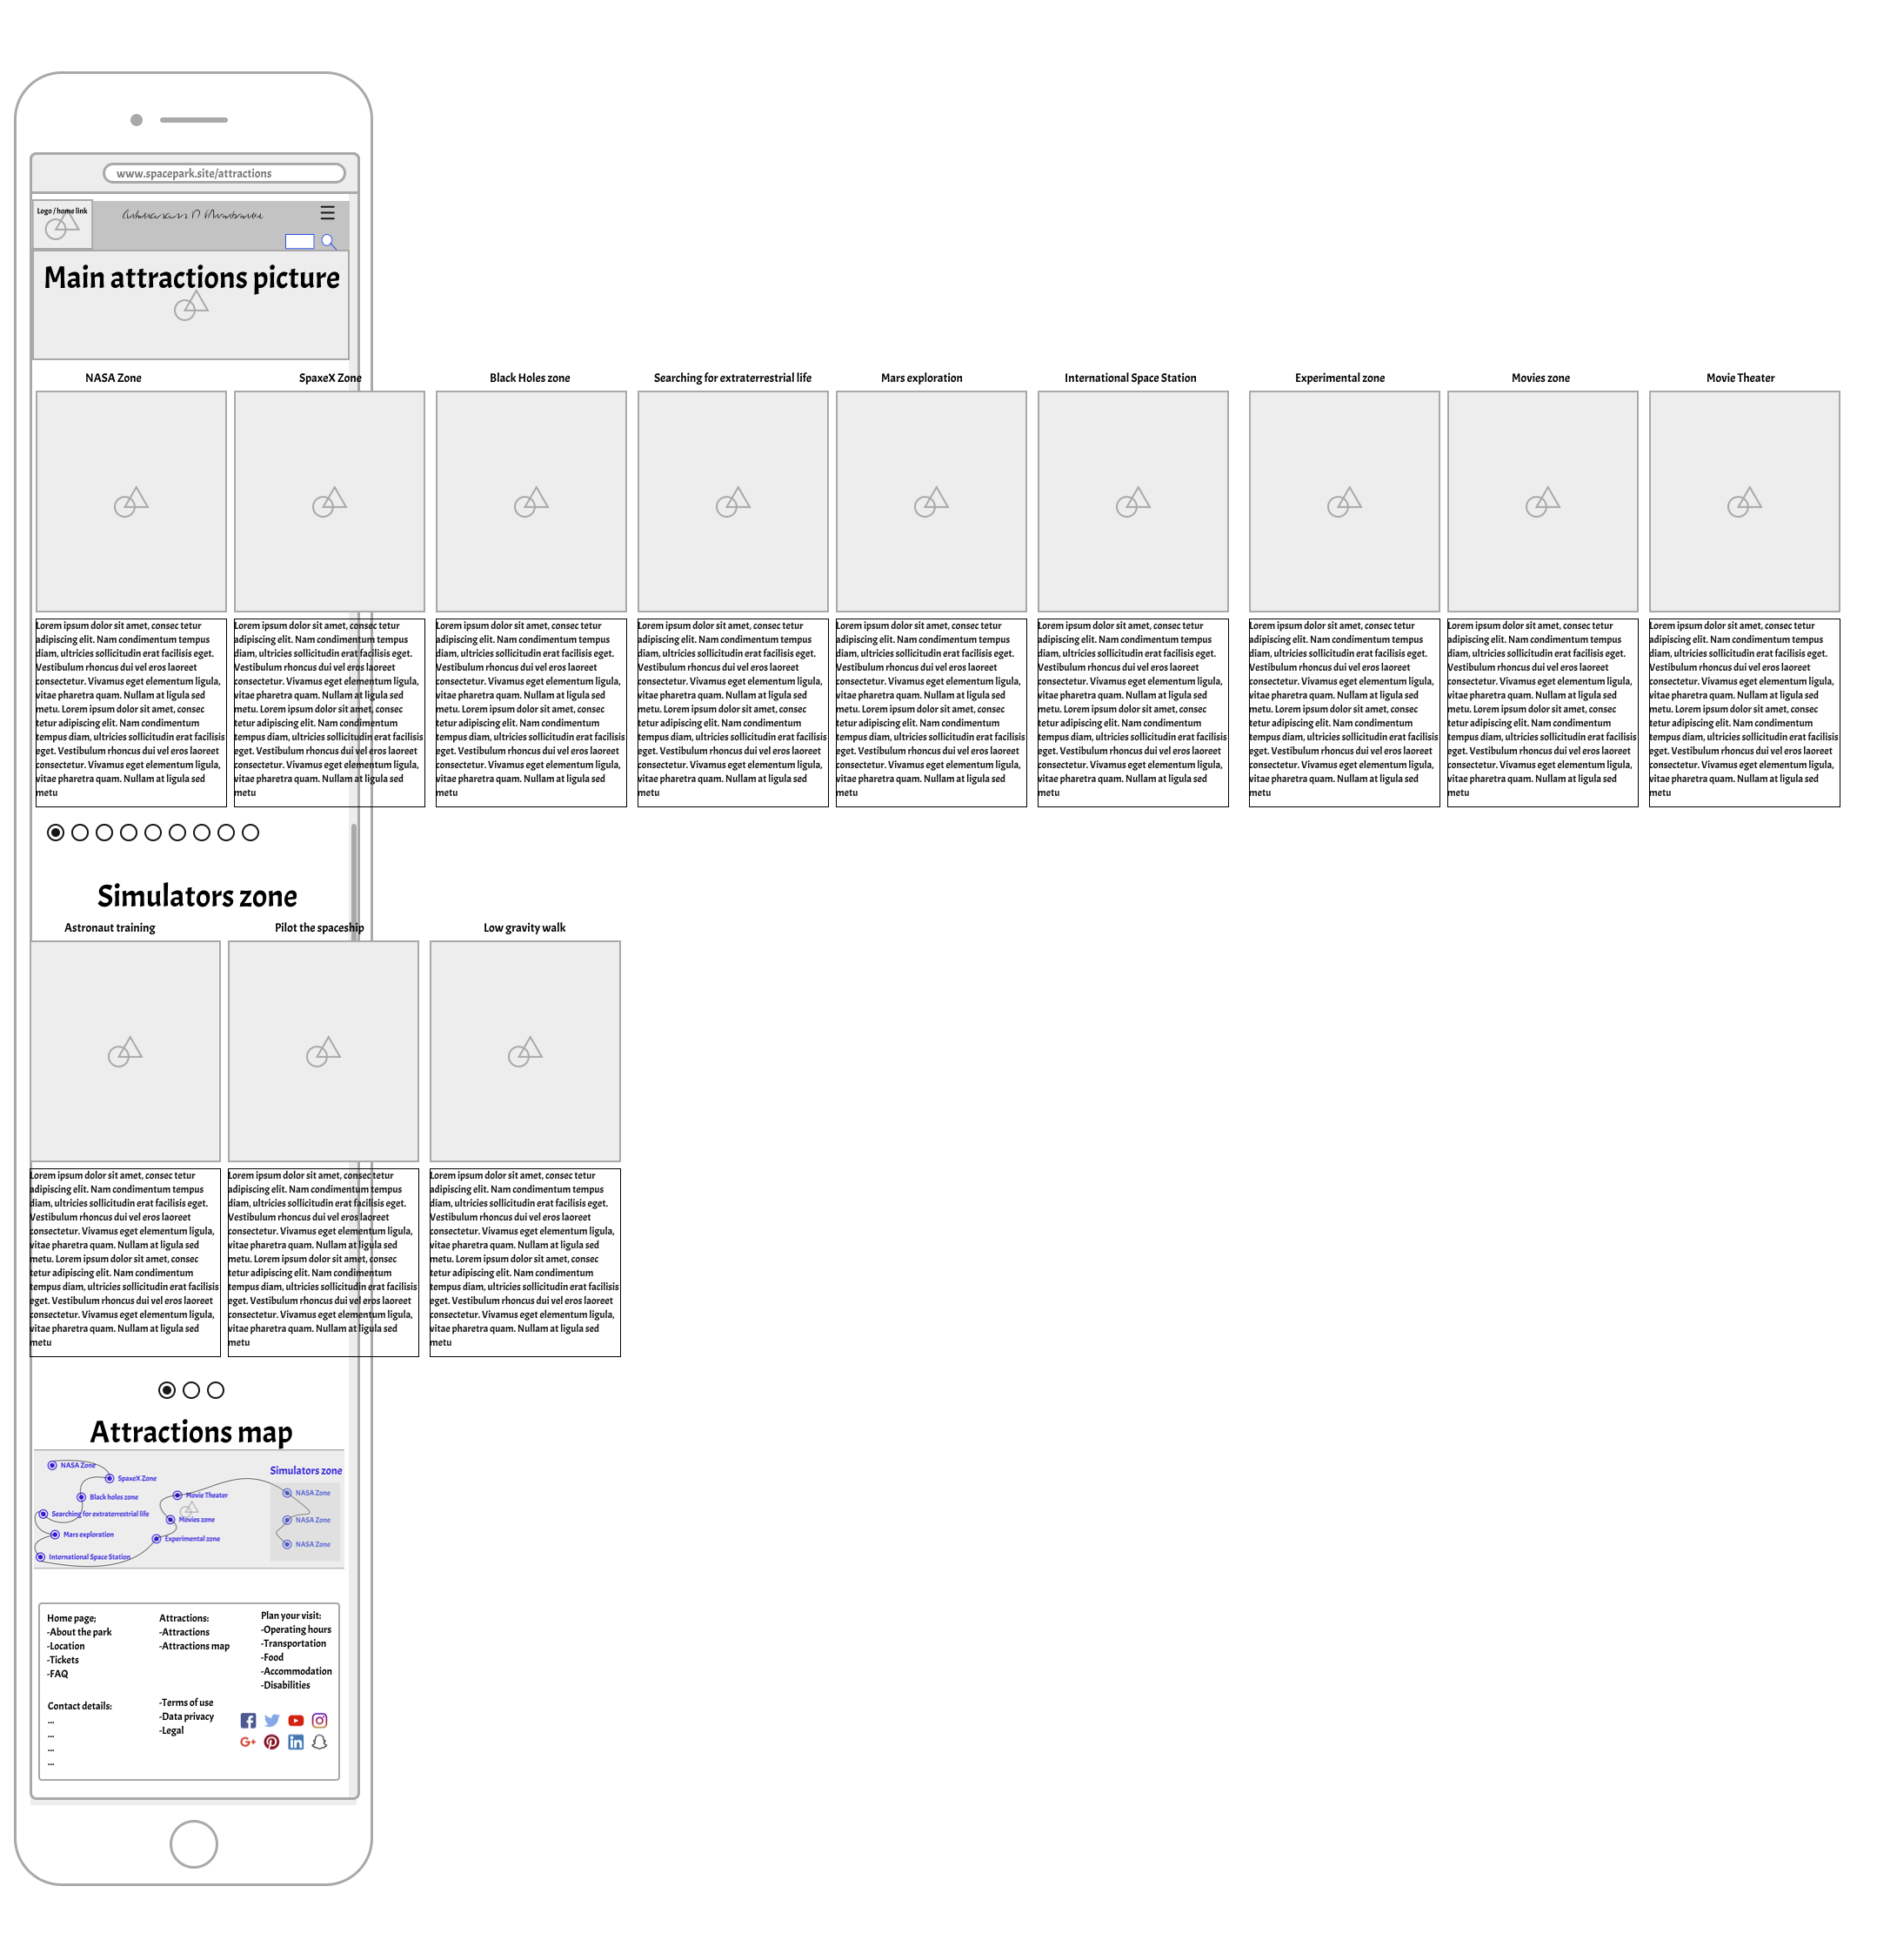 www.spacepark.site/attractions
Logo / home link
Main attractions picture
NASA Zone
SpaxeX Zone
Black Holes zone
Searching for extraterrestrial life
Mars exploration
International Space Station
Experimental zone
Movies zone
Movie Theater
Lorem ipsum dolor sit amet, consec tetur
adipiscing elit. Nam condimentum tempus
diam, ultricies sollicitudin erat facilisis eget.
Vestibulum rhoncus dui vel eros laoreet
consectetur. Vivamus eget elementum ligula,
vitae pharetra quam. Nullam at ligula sed
metu. Lorem ipsum dolor sit amet, consec
tetur adipiscing elit. Nam condimentum
tempus diam, ultricies sollicitudin erat facilisis
eget. Vestibulum rhoncus dui vel eros laoreet
consectetur. Vivamus eget elementum ligula,
vitae pharetra quam. Nullam at ligula sed
metu
Lorem ipsum dolor sit amet, consec tetur
adipiscing elit. Nam condimentum tempus
diam, ultricies sollicitudin erat facilisis eget.
Vestibulum rhoncus dui vel eros laoreet
consectetur. Vivamus eget elementum ligula,
vitae pharetra quam. Nullam at ligula sed
metu. Lorem ipsum dolor sit amet, consec
tetur adipiscing elit. Nam condimentum
tempus diam, ultricies sollicitudin erat facilisis
eget. Vestibulum rhoncus dui vel eros laoreet
consectetur. Vivamus eget elementum ligula,
vitae pharetra quam. Nullam at ligula sed
metu
Lorem ipsum dolor sit amet, consec tetur
adipiscing elit. Nam condimentum tempus
diam, ultricies sollicitudin erat facilisis eget.
Vestibulum rhoncus dui vel eros laoreet
consectetur. Vivamus eget elementum ligula,
vitae pharetra quam. Nullam at ligula sed
metu. Lorem ipsum dolor sit amet, consec
tetur adipiscing elit. Nam condimentum
tempus diam, ultricies sollicitudin erat facilisis
eget. Vestibulum rhoncus dui vel eros laoreet
consectetur. Vivamus eget elementum ligula,
vitae pharetra quam. Nullam at ligula sed
metu
Lorem ipsum dolor sit amet, consec tetur
adipiscing elit. Nam condimentum tempus
diam, ultricies sollicitudin erat facilisis eget.
Vestibulum rhoncus dui vel eros laoreet
consectetur. Vivamus eget elementum ligula,
vitae pharetra quam. Nullam at ligula sed
metu. Lorem ipsum dolor sit amet, consec
tetur adipiscing elit. Nam condimentum
tempus diam, ultricies sollicitudin erat facilisis
eget. Vestibulum rhoncus dui vel eros laoreet
consectetur. Vivamus eget elementum ligula,
vitae pharetra quam. Nullam at ligula sed
metu
Lorem ipsum dolor sit amet, consec tetur
adipiscing elit. Nam condimentum tempus
diam, ultricies sollicitudin erat facilisis eget.
Vestibulum rhoncus dui vel eros laoreet
consectetur. Vivamus eget elementum ligula,
vitae pharetra quam. Nullam at ligula sed
metu. Lorem ipsum dolor sit amet, consec
tetur adipiscing elit. Nam condimentum
tempus diam, ultricies sollicitudin erat facilisis
eget. Vestibulum rhoncus dui vel eros laoreet
consectetur. Vivamus eget elementum ligula,
vitae pharetra quam. Nullam at ligula sed
metu
Lorem ipsum dolor sit amet, consec tetur
adipiscing elit. Nam condimentum tempus
diam, ultricies sollicitudin erat facilisis eget.
Vestibulum rhoncus dui vel eros laoreet
consectetur. Vivamus eget elementum ligula,
vitae pharetra quam. Nullam at ligula sed
metu. Lorem ipsum dolor sit amet, consec
tetur adipiscing elit. Nam condimentum
tempus diam, ultricies sollicitudin erat facilisis
eget. Vestibulum rhoncus dui vel eros laoreet
consectetur. Vivamus eget elementum ligula,
vitae pharetra quam. Nullam at ligula sed
metu
Lorem ipsum dolor sit amet, consec tetur
adipiscing elit. Nam condimentum tempus
diam, ultricies sollicitudin erat facilisis eget.
Vestibulum rhoncus dui vel eros laoreet
consectetur. Vivamus eget elementum ligula,
vitae pharetra quam. Nullam at ligula sed
metu. Lorem ipsum dolor sit amet, consec
tetur adipiscing elit. Nam condimentum
tempus diam, ultricies sollicitudin erat facilisis
eget. Vestibulum rhoncus dui vel eros laoreet
consectetur. Vivamus eget elementum ligula,
vitae pharetra quam. Nullam at ligula sed
metu
Lorem ipsum dolor sit amet, consec tetur
adipiscing elit. Nam condimentum tempus
diam, ultricies sollicitudin erat facilisis eget.
Vestibulum rhoncus dui vel eros laoreet
consectetur. Vivamus eget elementum ligula,
vitae pharetra quam. Nullam at ligula sed
metu. Lorem ipsum dolor sit amet, consec
tetur adipiscing elit. Nam condimentum
tempus diam, ultricies sollicitudin erat facilisis
eget. Vestibulum rhoncus dui vel eros laoreet
consectetur. Vivamus eget elementum ligula,
vitae pharetra quam. Nullam at ligula sed
metu
Lorem ipsum dolor sit amet, consec tetur
adipiscing elit. Nam condimentum tempus
diam, ultricies sollicitudin erat facilisis eget.
Vestibulum rhoncus dui vel eros laoreet
consectetur. Vivamus eget elementum ligula,
vitae pharetra quam. Nullam at ligula sed
metu. Lorem ipsum dolor sit amet, consec
tetur adipiscing elit. Nam condimentum
tempus diam, ultricies sollicitudin erat facilisis
eget. Vestibulum rhoncus dui vel eros laoreet
consectetur. Vivamus eget elementum ligula,
vitae pharetra quam. Nullam at ligula sed
metu
Simulators zone
Astronaut training
Pilot the spaceship
Low gravity walk
Lorem ipsum dolor sit amet, consec tetur
adipiscing elit. Nam condimentum tempus
diam, ultricies sollicitudin erat facilisis eget.
Vestibulum rhoncus dui vel eros laoreet
consectetur. Vivamus eget elementum ligula,
vitae pharetra quam. Nullam at ligula sed
metu. Lorem ipsum dolor sit amet, consec
tetur adipiscing elit. Nam condimentum
tempus diam, ultricies sollicitudin erat facilisis
eget. Vestibulum rhoncus dui vel eros laoreet
consectetur. Vivamus eget elementum ligula,
vitae pharetra quam. Nullam at ligula sed
metu
Lorem ipsum dolor sit amet, consec tetur
adipiscing elit. Nam condimentum tempus
diam, ultricies sollicitudin erat facilisis eget.
Vestibulum rhoncus dui vel eros laoreet
consectetur. Vivamus eget elementum ligula,
vitae pharetra quam. Nullam at ligula sed
metu. Lorem ipsum dolor sit amet, consec
tetur adipiscing elit. Nam condimentum
tempus diam, ultricies sollicitudin erat facilisis
eget. Vestibulum rhoncus dui vel eros laoreet
consectetur. Vivamus eget elementum ligula,
vitae pharetra quam. Nullam at ligula sed
metu
Lorem ipsum dolor sit amet, consec tetur
adipiscing elit. Nam condimentum tempus
diam, ultricies sollicitudin erat facilisis eget.
Vestibulum rhoncus dui vel eros laoreet
consectetur. Vivamus eget elementum ligula,
vitae pharetra quam. Nullam at ligula sed
metu. Lorem ipsum dolor sit amet, consec
tetur adipiscing elit. Nam condimentum
tempus diam, ultricies sollicitudin erat facilisis
eget. Vestibulum rhoncus dui vel eros laoreet
consectetur. Vivamus eget elementum ligula,
vitae pharetra quam. Nullam at ligula sed
metu
Attractions map
NASA Zone
SpaxeX Zone
Black holes zone
Searching for extraterrestrial life
Mars exploration
International Space Station
Movie Theater
Movies zone
Experimental zone
Simulators zone
NASA Zone
NASA Zone
NASA Zone
Home page;
-About the park
-Location
-Tickets
-FAQ
Attractions:
-Attractions
-Attractions map
Plan your visit:
-Operating hours
-Transportation
-Food
-Accommodation
-Disabilities
Contact details:
...
...
...
...
-Terms of use
-Data privacy
-Legal